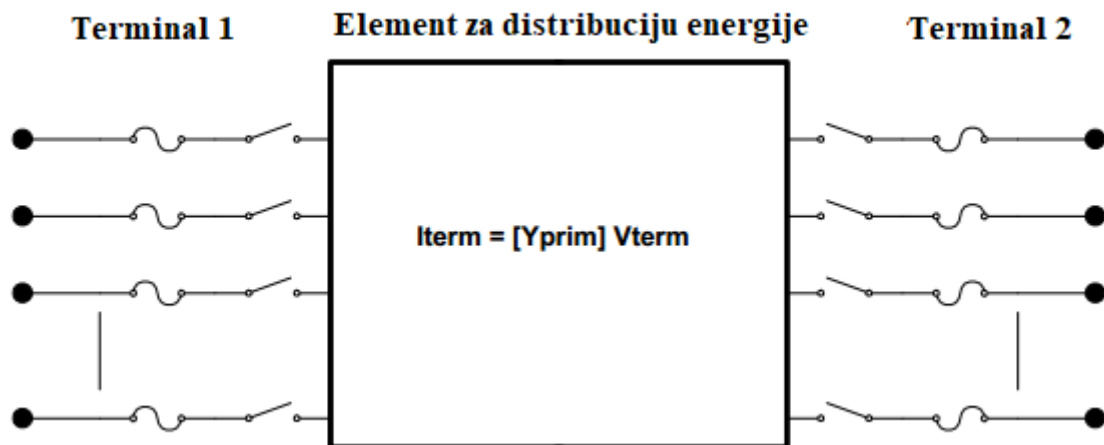 Terminal 1
Element za distribuciju energije
Terminal 2
Iterm = [Yprim] Vterm